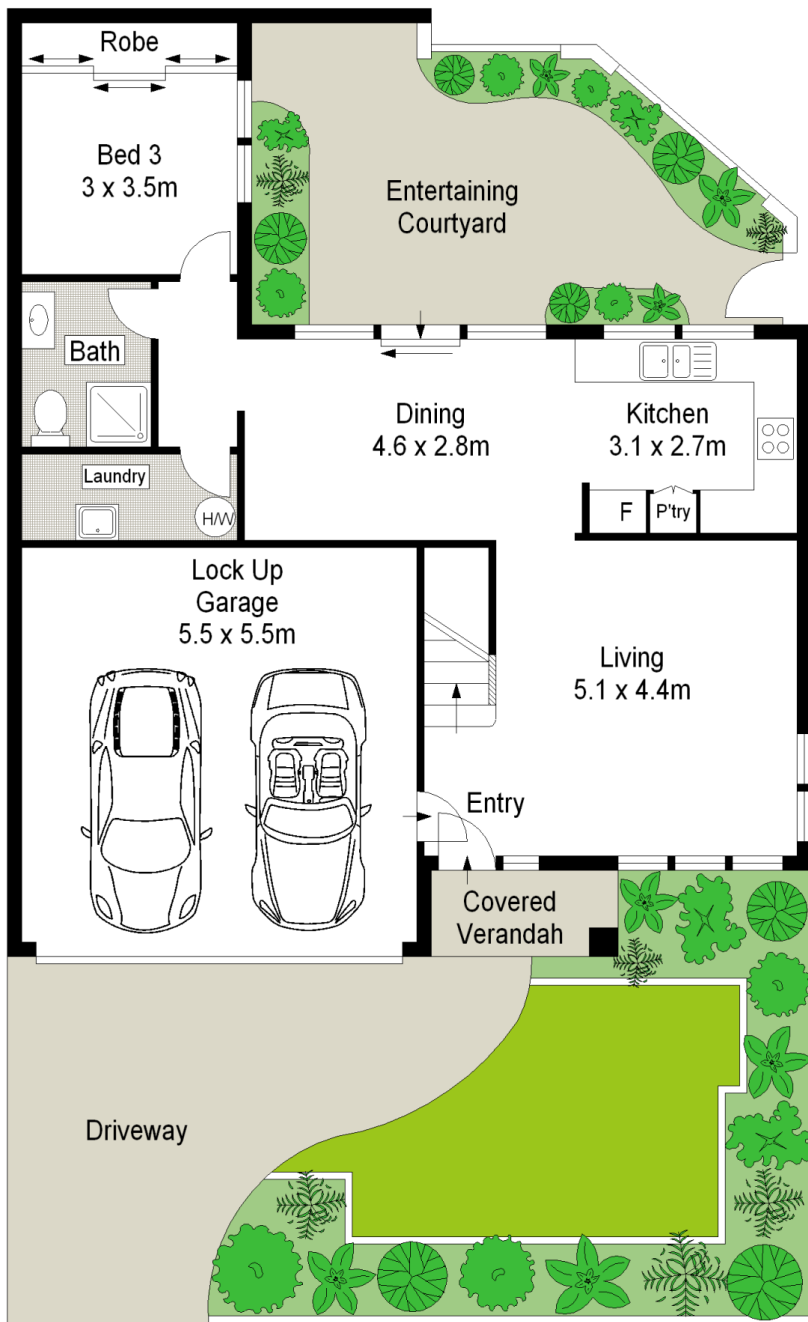 Robe
Bed 3
3 x 3.5m
Entertaining
Courtyard
Bath
Dining
4.6 x 2.8m
Kitchen
3.1 x 2.7m
Laundry
H/W
F
P'try
Lock Up
Garage
5.5 x 5.5m
Living
5.1 x 4.4m
Entry
Covered
Verandah
Driveway